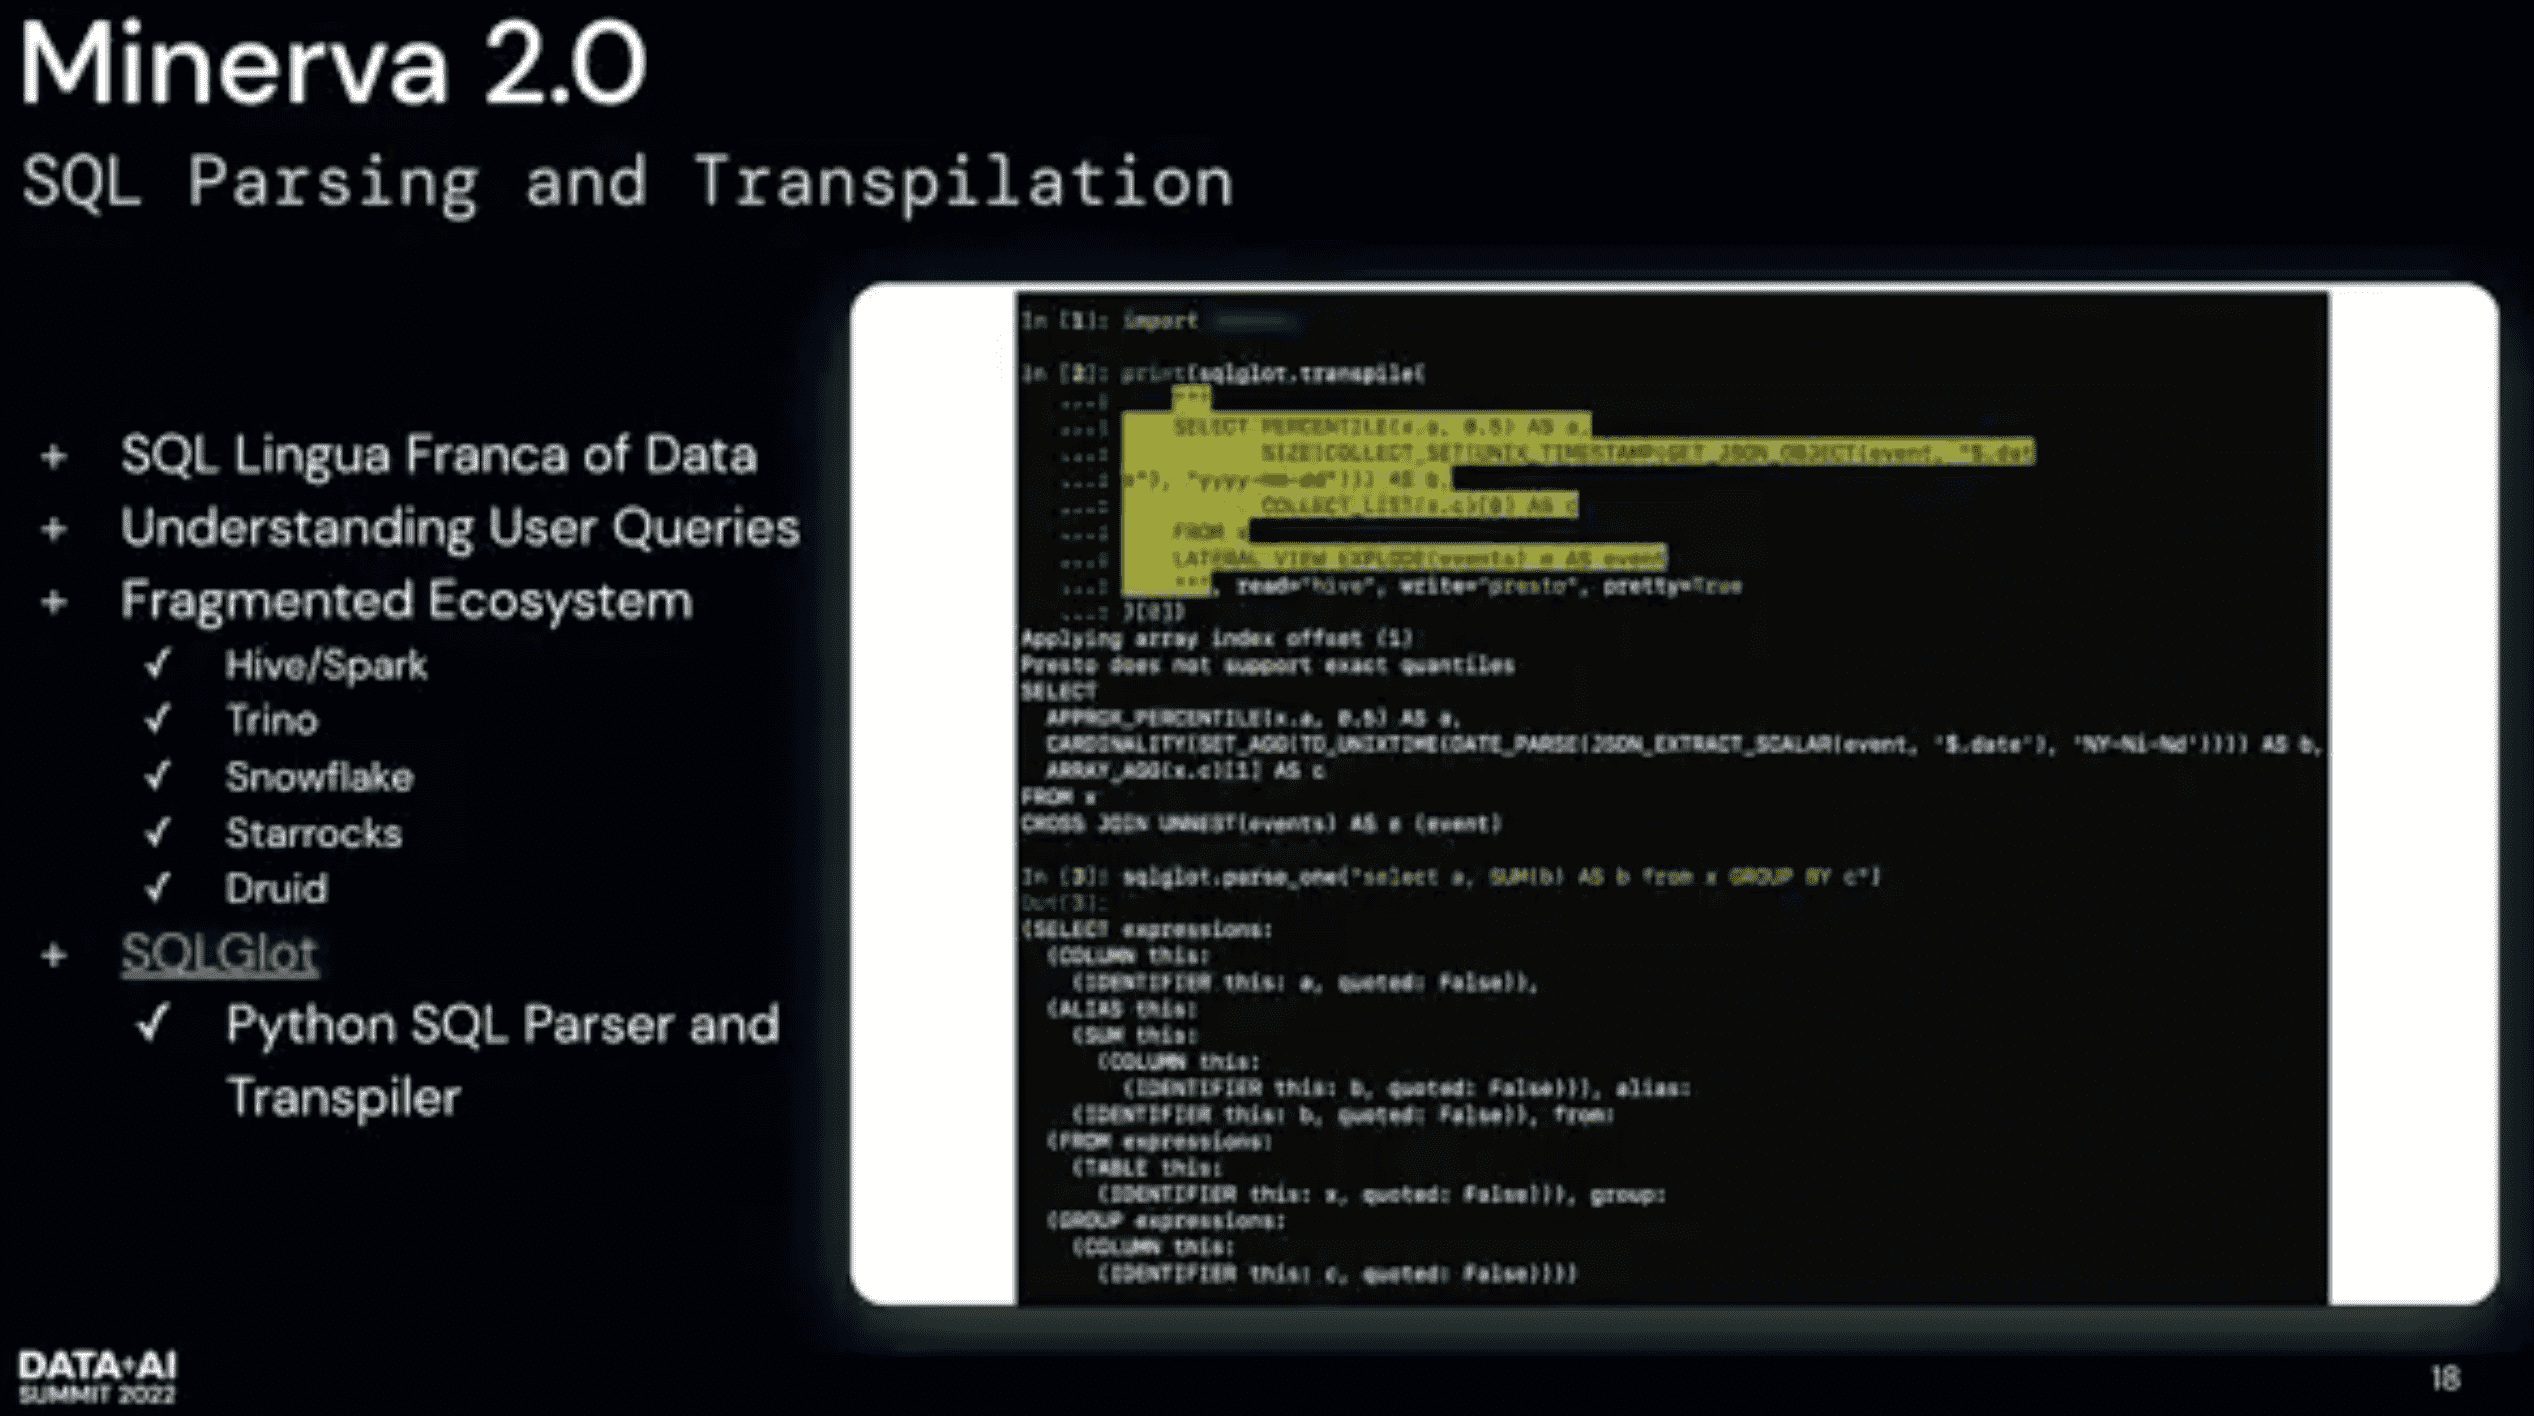 Minerva 2.0
SQL Parsing and Transpilation
+ SQL Lingua Franca of Data
+ Understanding User Queries
+ Fragmented Ecosystem
✓ Hive/Spark
✓ Trino
✓ Snowflake
✓ Starrocks
✓ Druid
+ SQLGlot
✓ Python SQL Parser and
Transpiler
In [1]: import
In [2]: print(sqlglot.transpile(
...: """
...: SELECT PERCENTILE(x.a, 0.5) AS a,
...: SIZE(COLLECT_SET(UNIX_TIMESTAMP(GET_JSON_OBJECT(event, "$.dat
e"), "yyyy-mm-dd"))) AS b,
...: COLLECT_LIST(x.c)[0] AS c
...: FROM x
...: LATERAL VIEW EXPLODE(events) e AS event
...: """, read="hive", write="presto", pretty=True
...: )[0])
Applying array index offset (1)
Presto does not support exact quantiles
SELECT
APPROX_PERCENTILE(x.a, 0.5) AS a,
CARDINALITY(SET_AGG(TO_UNIXTIME(DATE_PARSE(JSON_EXTRACT_SCALAR(event, '$.date'), '%Y-%i-%d')))) AS b,
ARRAY_AGG(x.c)[1] AS c
FROM x
CROSS JOIN UNNEST(events) AS e (event)
In [3]: sqlglot.parse_one("select a, SUM(b) AS b from x GROUP BY c")
Out[3]:
(SELECT expressions:
(COLUMN this:
(IDENTIFIER this: a, quoted: False)),
(ALIAS this:
(SUM this:
(COLUMN this:
(IDENTIFIER this: b, quoted: False))), alias:
(IDENTIFIER this: b, quoted: False)), from:
(FROM expressions:
(TABLE this:
(IDENTIFIER this: x, quoted: False))), group:
(GROUP expressions:
(COLUMN this:
(IDENTIFIER this: c, quoted: False))))
DATA+AI
SUMMIT 2022
18